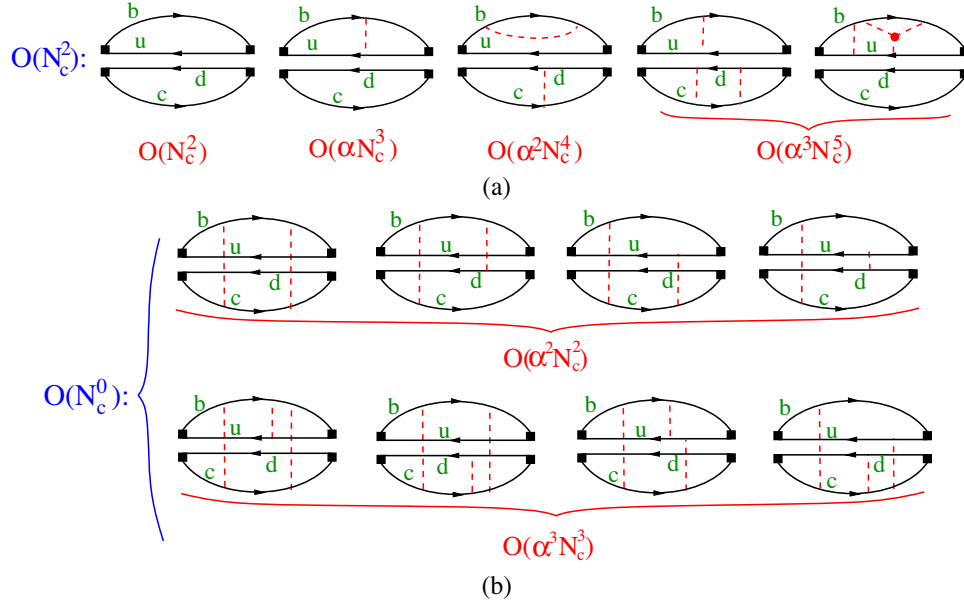 O(N_c^2):
b u d c
b u d c
b u d c
b u d c
b u d c
O(N_c^2) O(αN_c^3) O(α^2N_c^4) O(α^3N_c^5)
(a)
b u d c
b u d c
b u d c
b u d c
O(α^2N_c^2)
O(N_c^0):
b u d c
b u d c
b u d c
b u d c
O(α^3N_c^3)
(b)